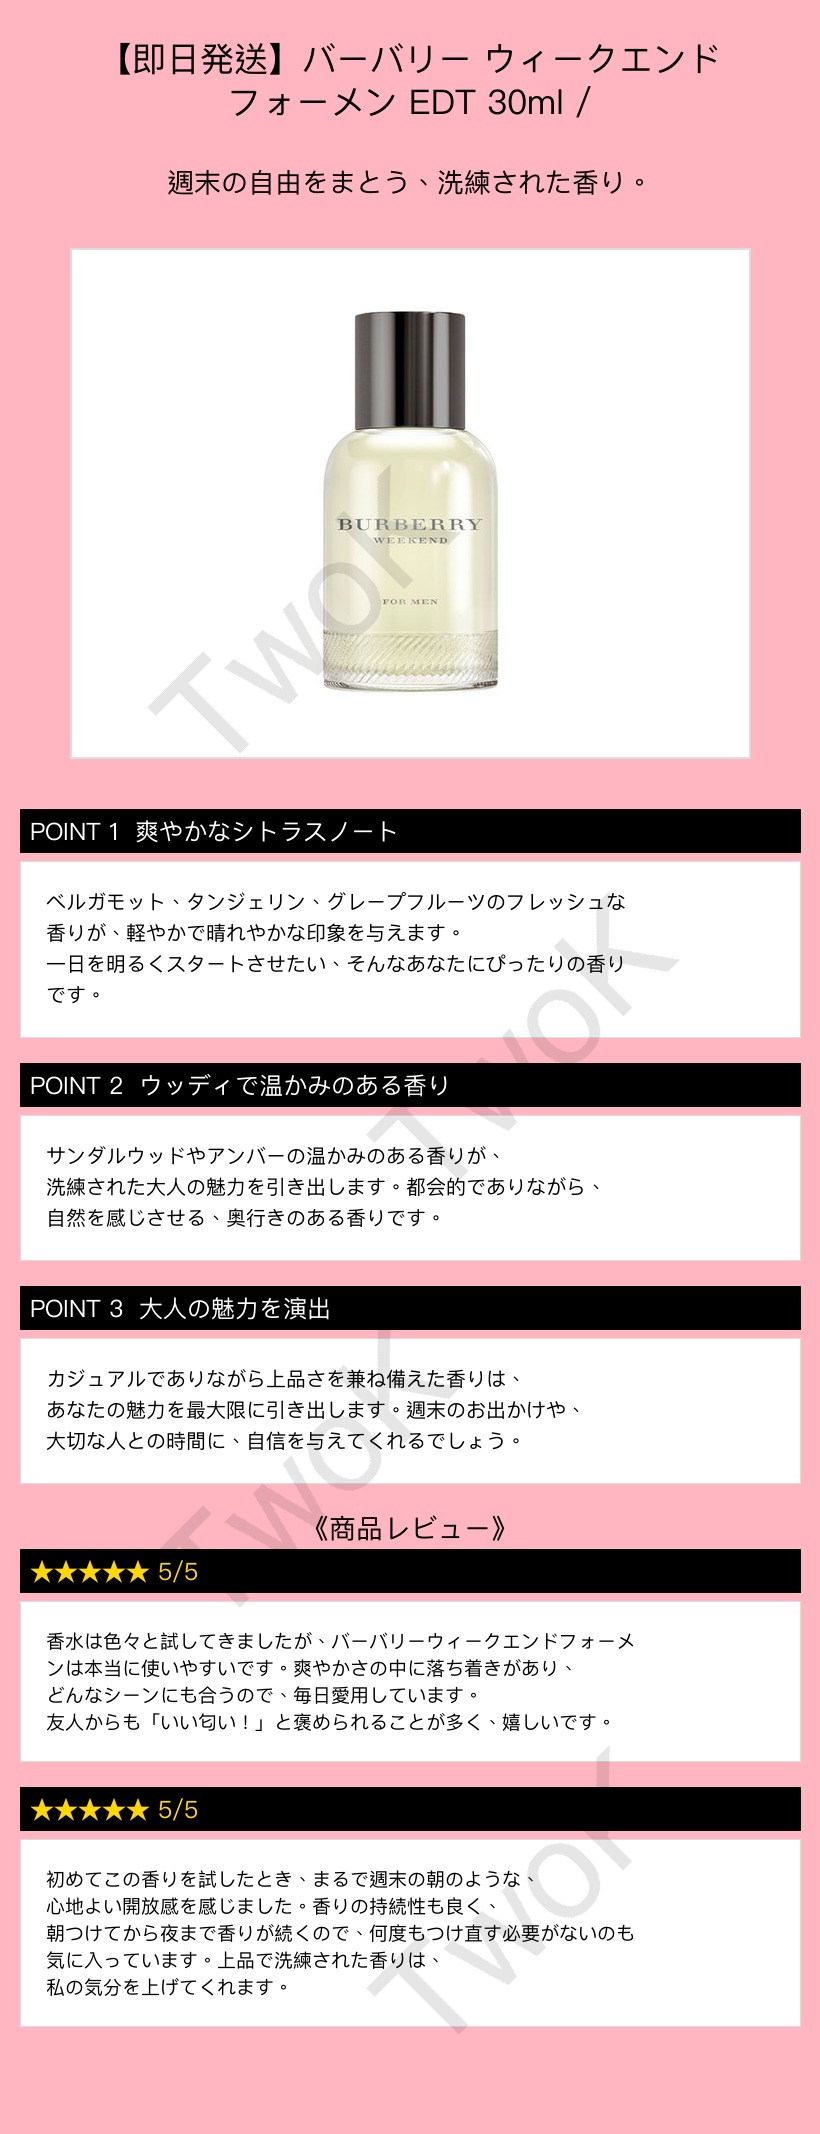 【即日発送】バーバリー ウィークエンド
フォーメン EDT 30ml /
週末の自由をまとう、洗練された香り。
BURBERRY
WEEKEND
FOR MEN
TwoK
POINT 1 爽やかなシトラスノート
ベルガモット、タンジェリン、グレープフルーツのフレッシュな
香りが、軽やかで晴れやかな印象を与えます。
一日を明るくスタートさせたい、そんなあなたにぴったりの香り
です。
TwoK
POINT 2 ウッディで温かみのある香り
サンダルウッドやアンバーの温かみのある香りが、
洗練された大人の魅力を引き出します。都会的でありながら、
自然を感じさせる、奥行きのある香りです。
POINT 3 大人の魅力を演出
カジュアルでありながら上品さを兼ね備えた香りは、
あなたの魅力を最大限に引き出します。週末のお出かけや、
大切な人との時間に、自信を与えてくれるでしょう。
TwoK
《商品レビュー》
★★★★★ 5/5
香水は色々と試してきましたが、バーバリーウィークエンドフォーメ
ンは本当に使いやすいです。爽やかさの中に落ち着きがあり、
どんなシーンにも合うので、毎日愛用しています。
友人からも「いい匂い！」と褒められることが多く、嬉しいです。
★★★★★ 5/5
初めてこの香りを試したとき、まるで週末の朝のような、
心地よい開放感を感じました。香りの持続性も良く、
朝つけてから夜まで香りが続くので、何度もつけ直す必要がないのも
気に入っています。上品で洗練された香りは、
私の気分を上げてくれます。
TwoK